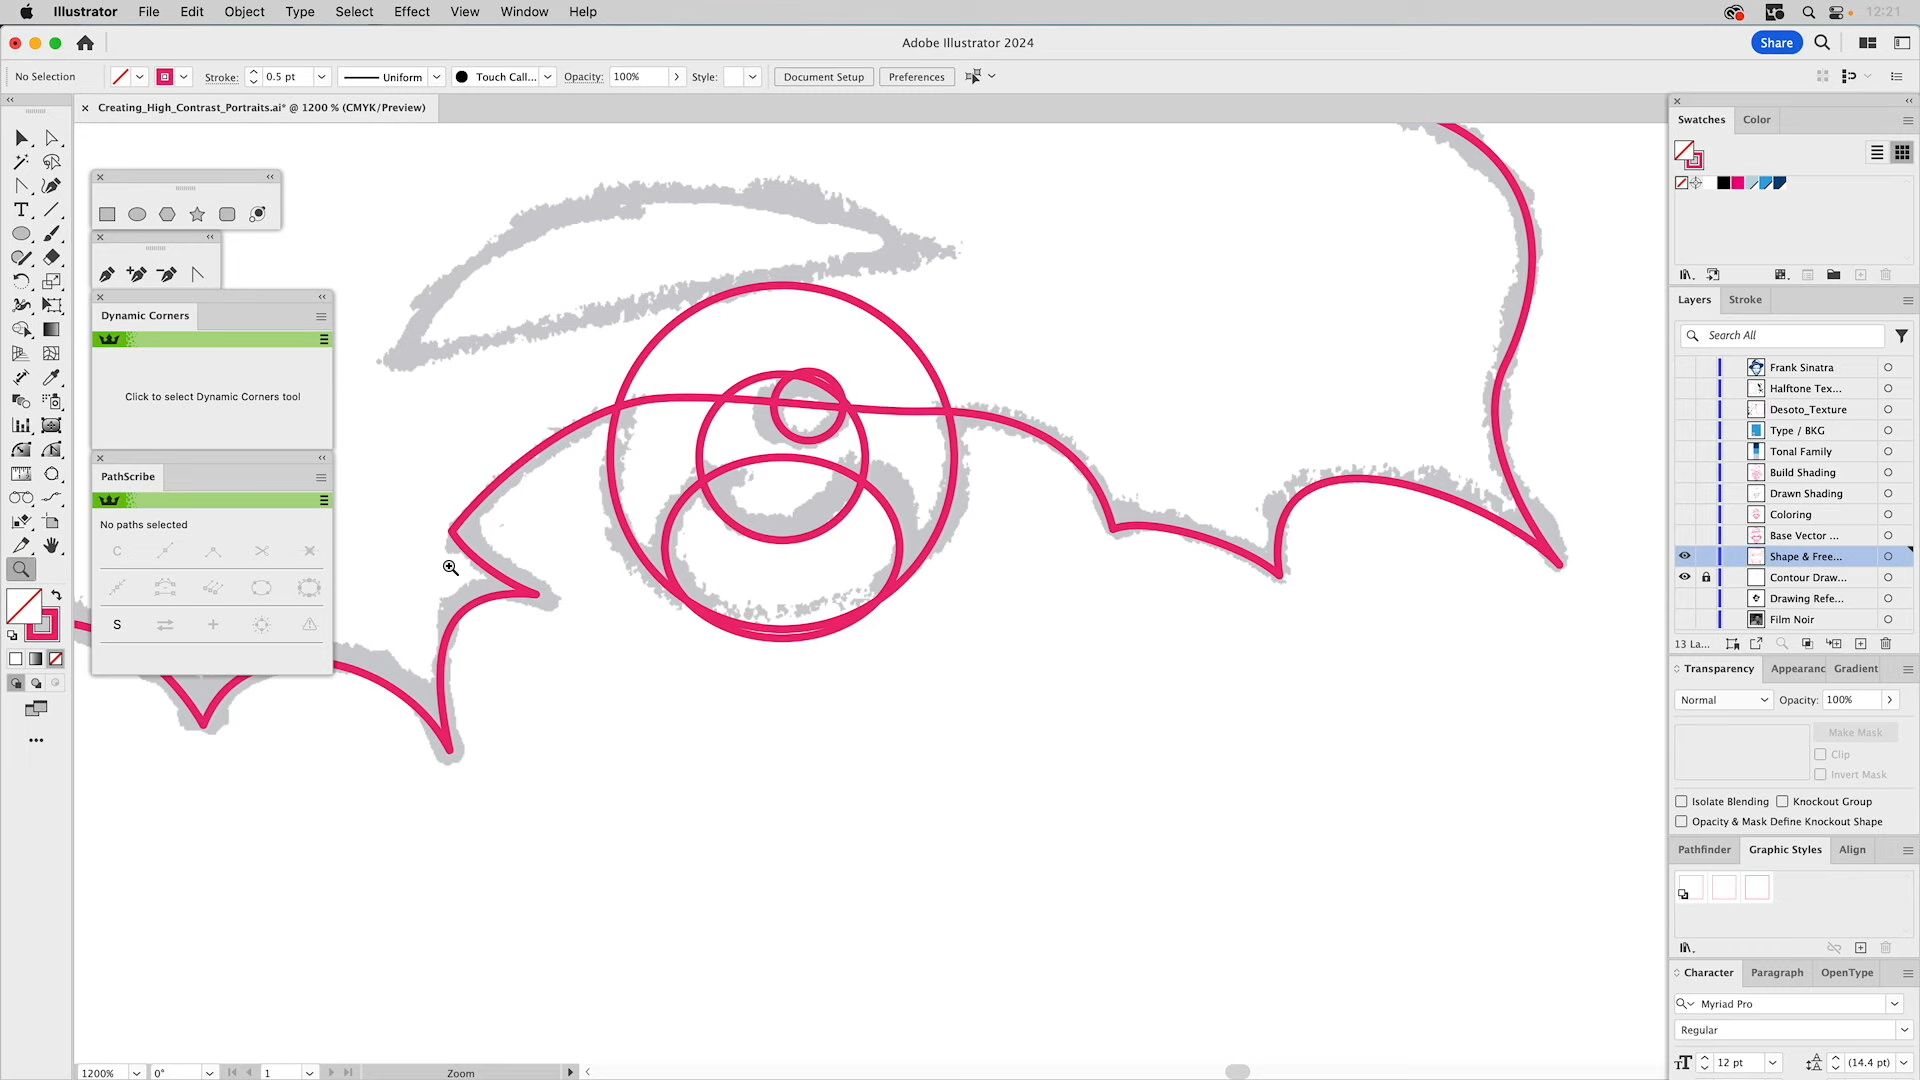 Illustrator File Edit Object Type Select Effect View Window Help 12:21
Adobe Illustrator 2024 Share
No Selection Stroke: 0.5 pt Uniform Touch Call... Opacity: 100% Style: Document Setup Preferences
Creating_High_Contrast_Portraits.ai* @ 1200 % (CMYK/Preview)
Swatches Color
Dynamic Corners
Click to select Dynamic Corners tool
PathScribe
No paths selected
C
S
Layers Stroke
Search All
Frank Sinatra
Halftone Tex...
Desoto_Texture
Type / BKG
Tonal Family
Build Shading
Drawn Shading
Coloring
Base Vector ...
Shape & Free...
Contour Draw...
Drawing Refe...
Film Noir
13 La...
Transparency Appearanc Gradient
Normal Opacity: 100%
Make Mask
Clip
Invert Mask
Isolate Blending Knockout Group
Opacity & Mask Define Knockout Shape
Pathfinder Graphic Styles Align
Character Paragraph OpenType
Myriad Pro
Regular
12 pt (14.4 pt)
1200% 0° 1 Zoom